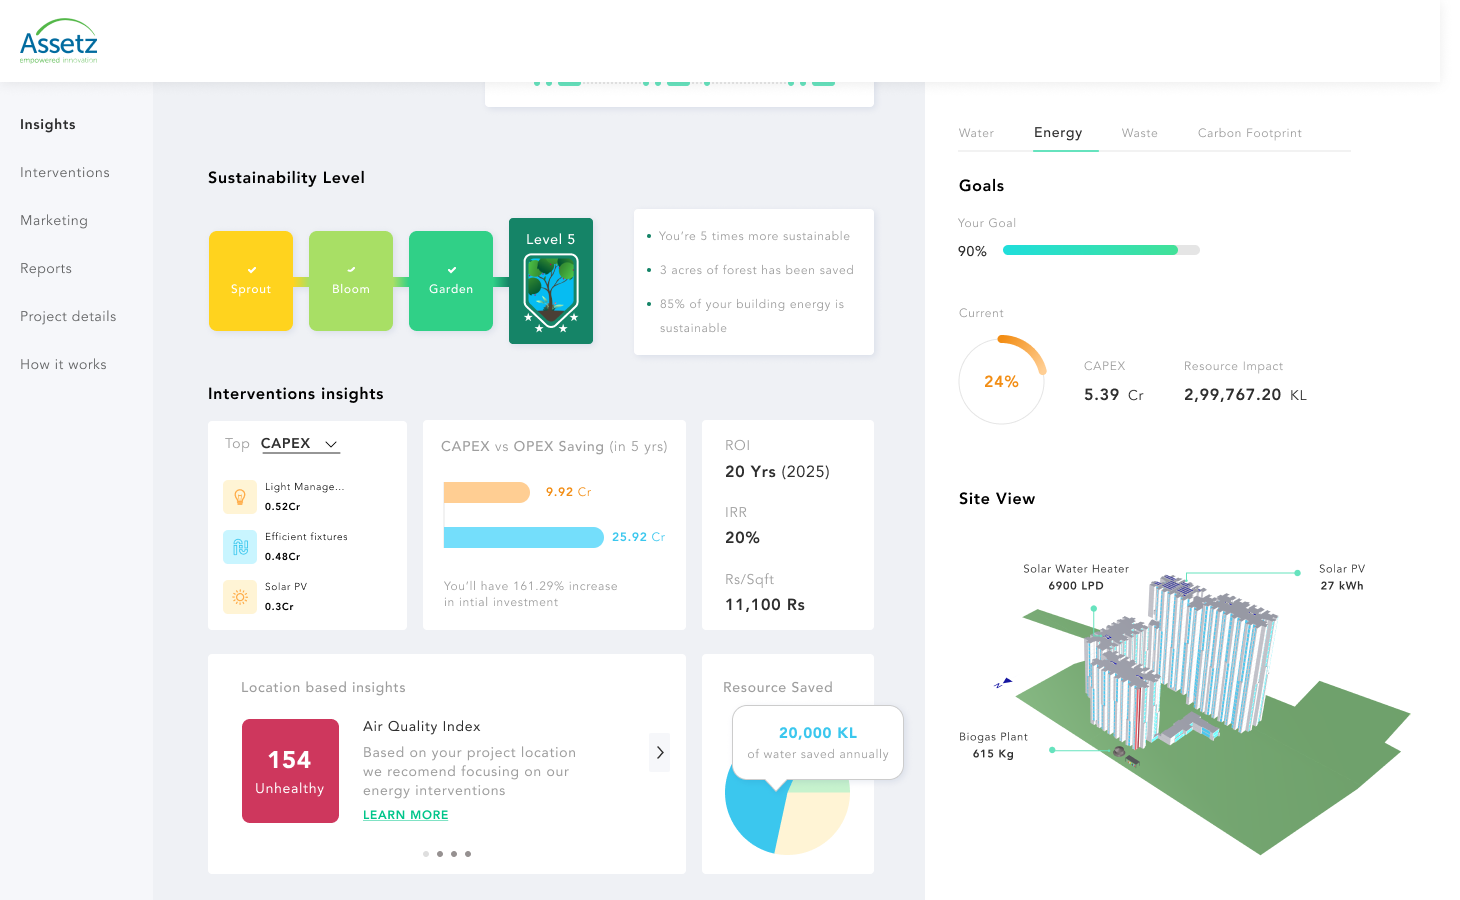 Assetz
empowered innovation
Insights
Interventions
Marketing
Reports
Project details
How it works
Sustainability Level
Sprout
Bloom
Garden
Level 5
You're 5 times more sustainable
3 acres of forest has been saved
85% of your building energy is
sustainable
Interventions insights
Top CAPEX
Light Manage...
0.52Cr
Efficient fixtures
0.48Cr
Solar PV
0.3Cr
CAPEX vs OPEX Saving (in 5 yrs)
9.92 Cr
25.92 Cr
You'll have 161.29% increase
in intial investment
ROI
20 Yrs (2025)
IRR
20%
Rs/Sqft
11,100 Rs
Location based insights
154
Unhealthy
Air Quality Index
Based on your project location
we recomend focusing on our
energy interventions
LEARN MORE
Resource Saved
20,000 KL
of water saved annually
Water Energy Waste Carbon Footprint
Goals
Your Goal
90%
Current
24%
CAPEX
5.39 Cr
Resource Impact
2,99,767.20 KL
Site View
Solar Water Heater
6900 LPD
Solar PV
27 kWh
N
Biogas Plant
615 Kg